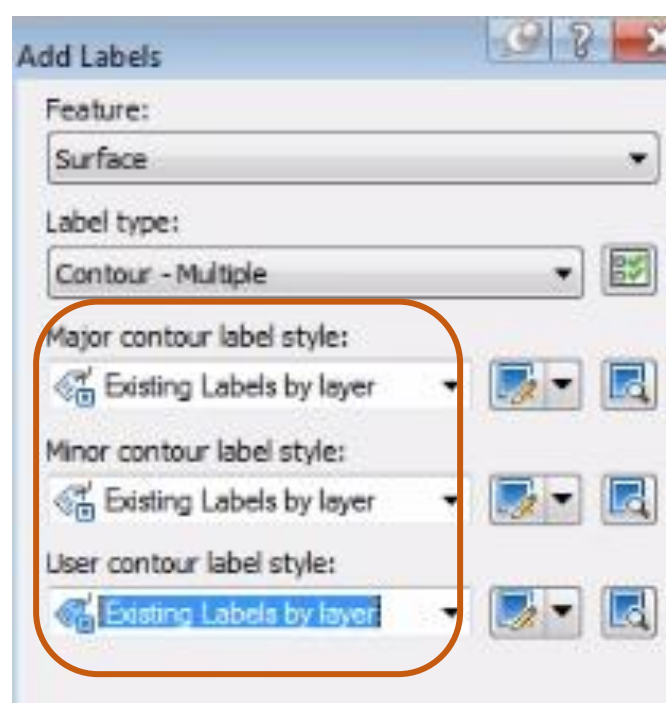 Add Labels
Feature:
Surface
Label type:
Contour - Multiple
Major contour label style:
Existing Labels by layer
Minor contour label style:
Existing Labels by layer
User contour label style:
Existing Labels by layer